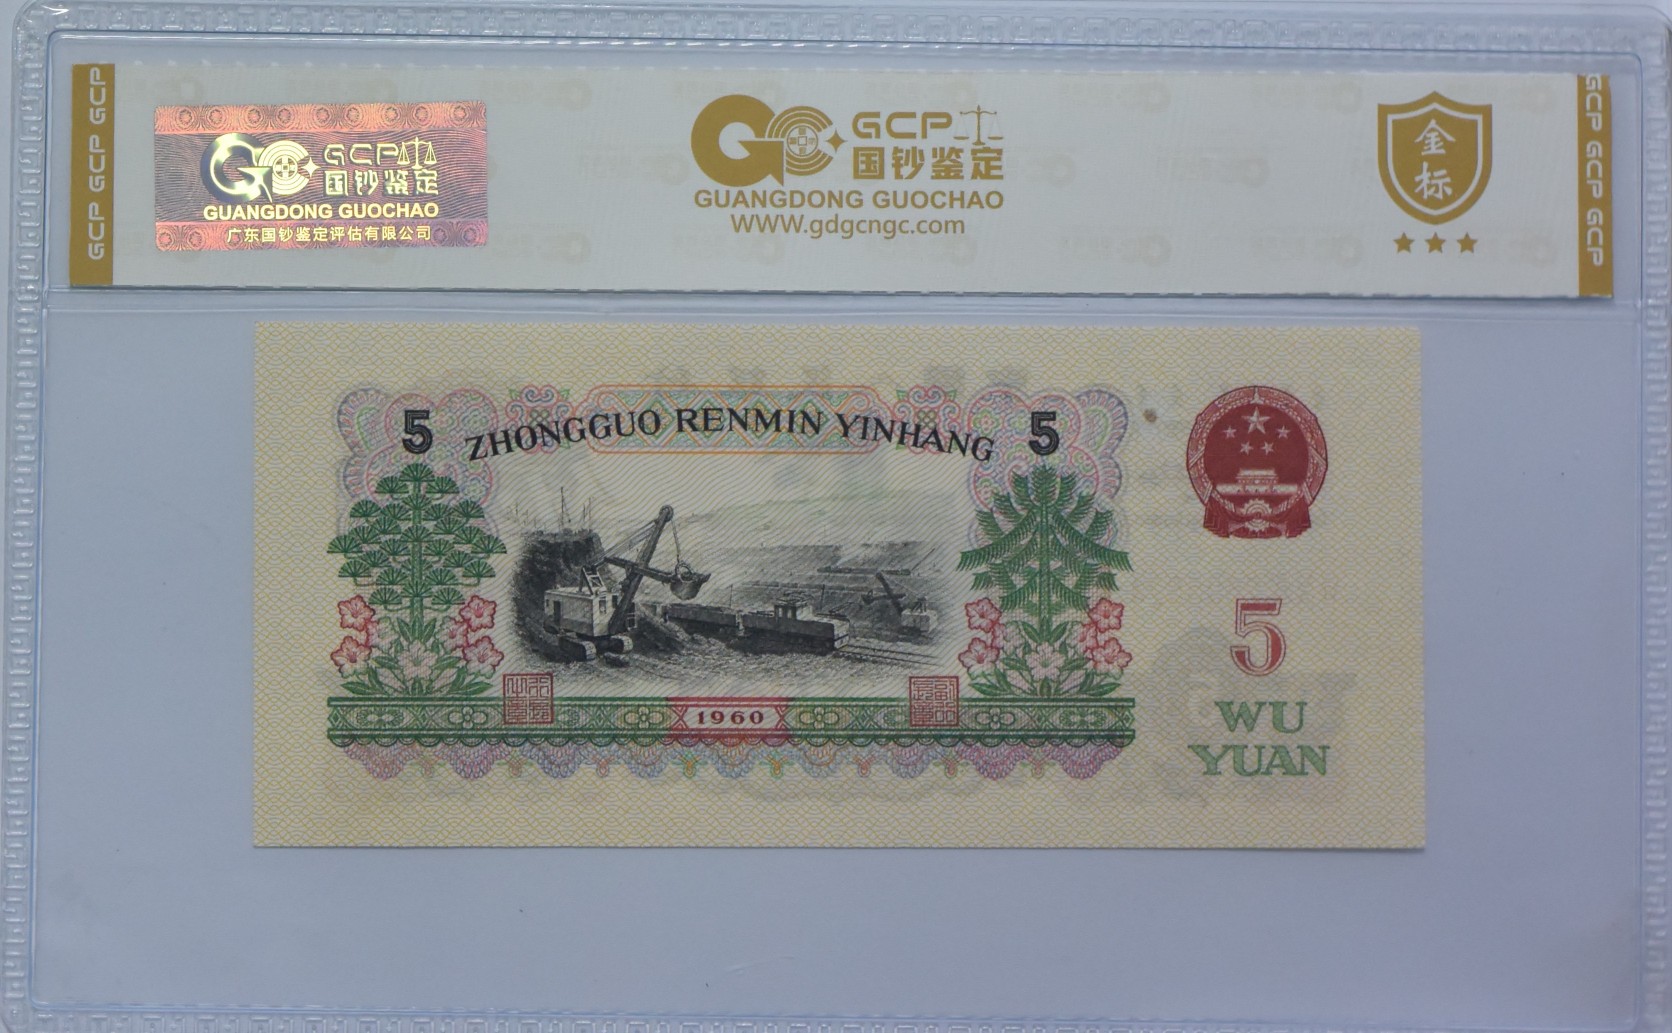 GCP GCP GCP
GCP
国钞鉴定
GUANGDONG GUOCHAO
广东国钞鉴定评估有限公司
GCP
国钞鉴定
GUANGDONG GUOCHAO
WWW.gdgcngc.com
金
标
GCP GCP GCP
5
ZHONGGUO RENMIN YINHANG
5
1960
5
WU
YUAN